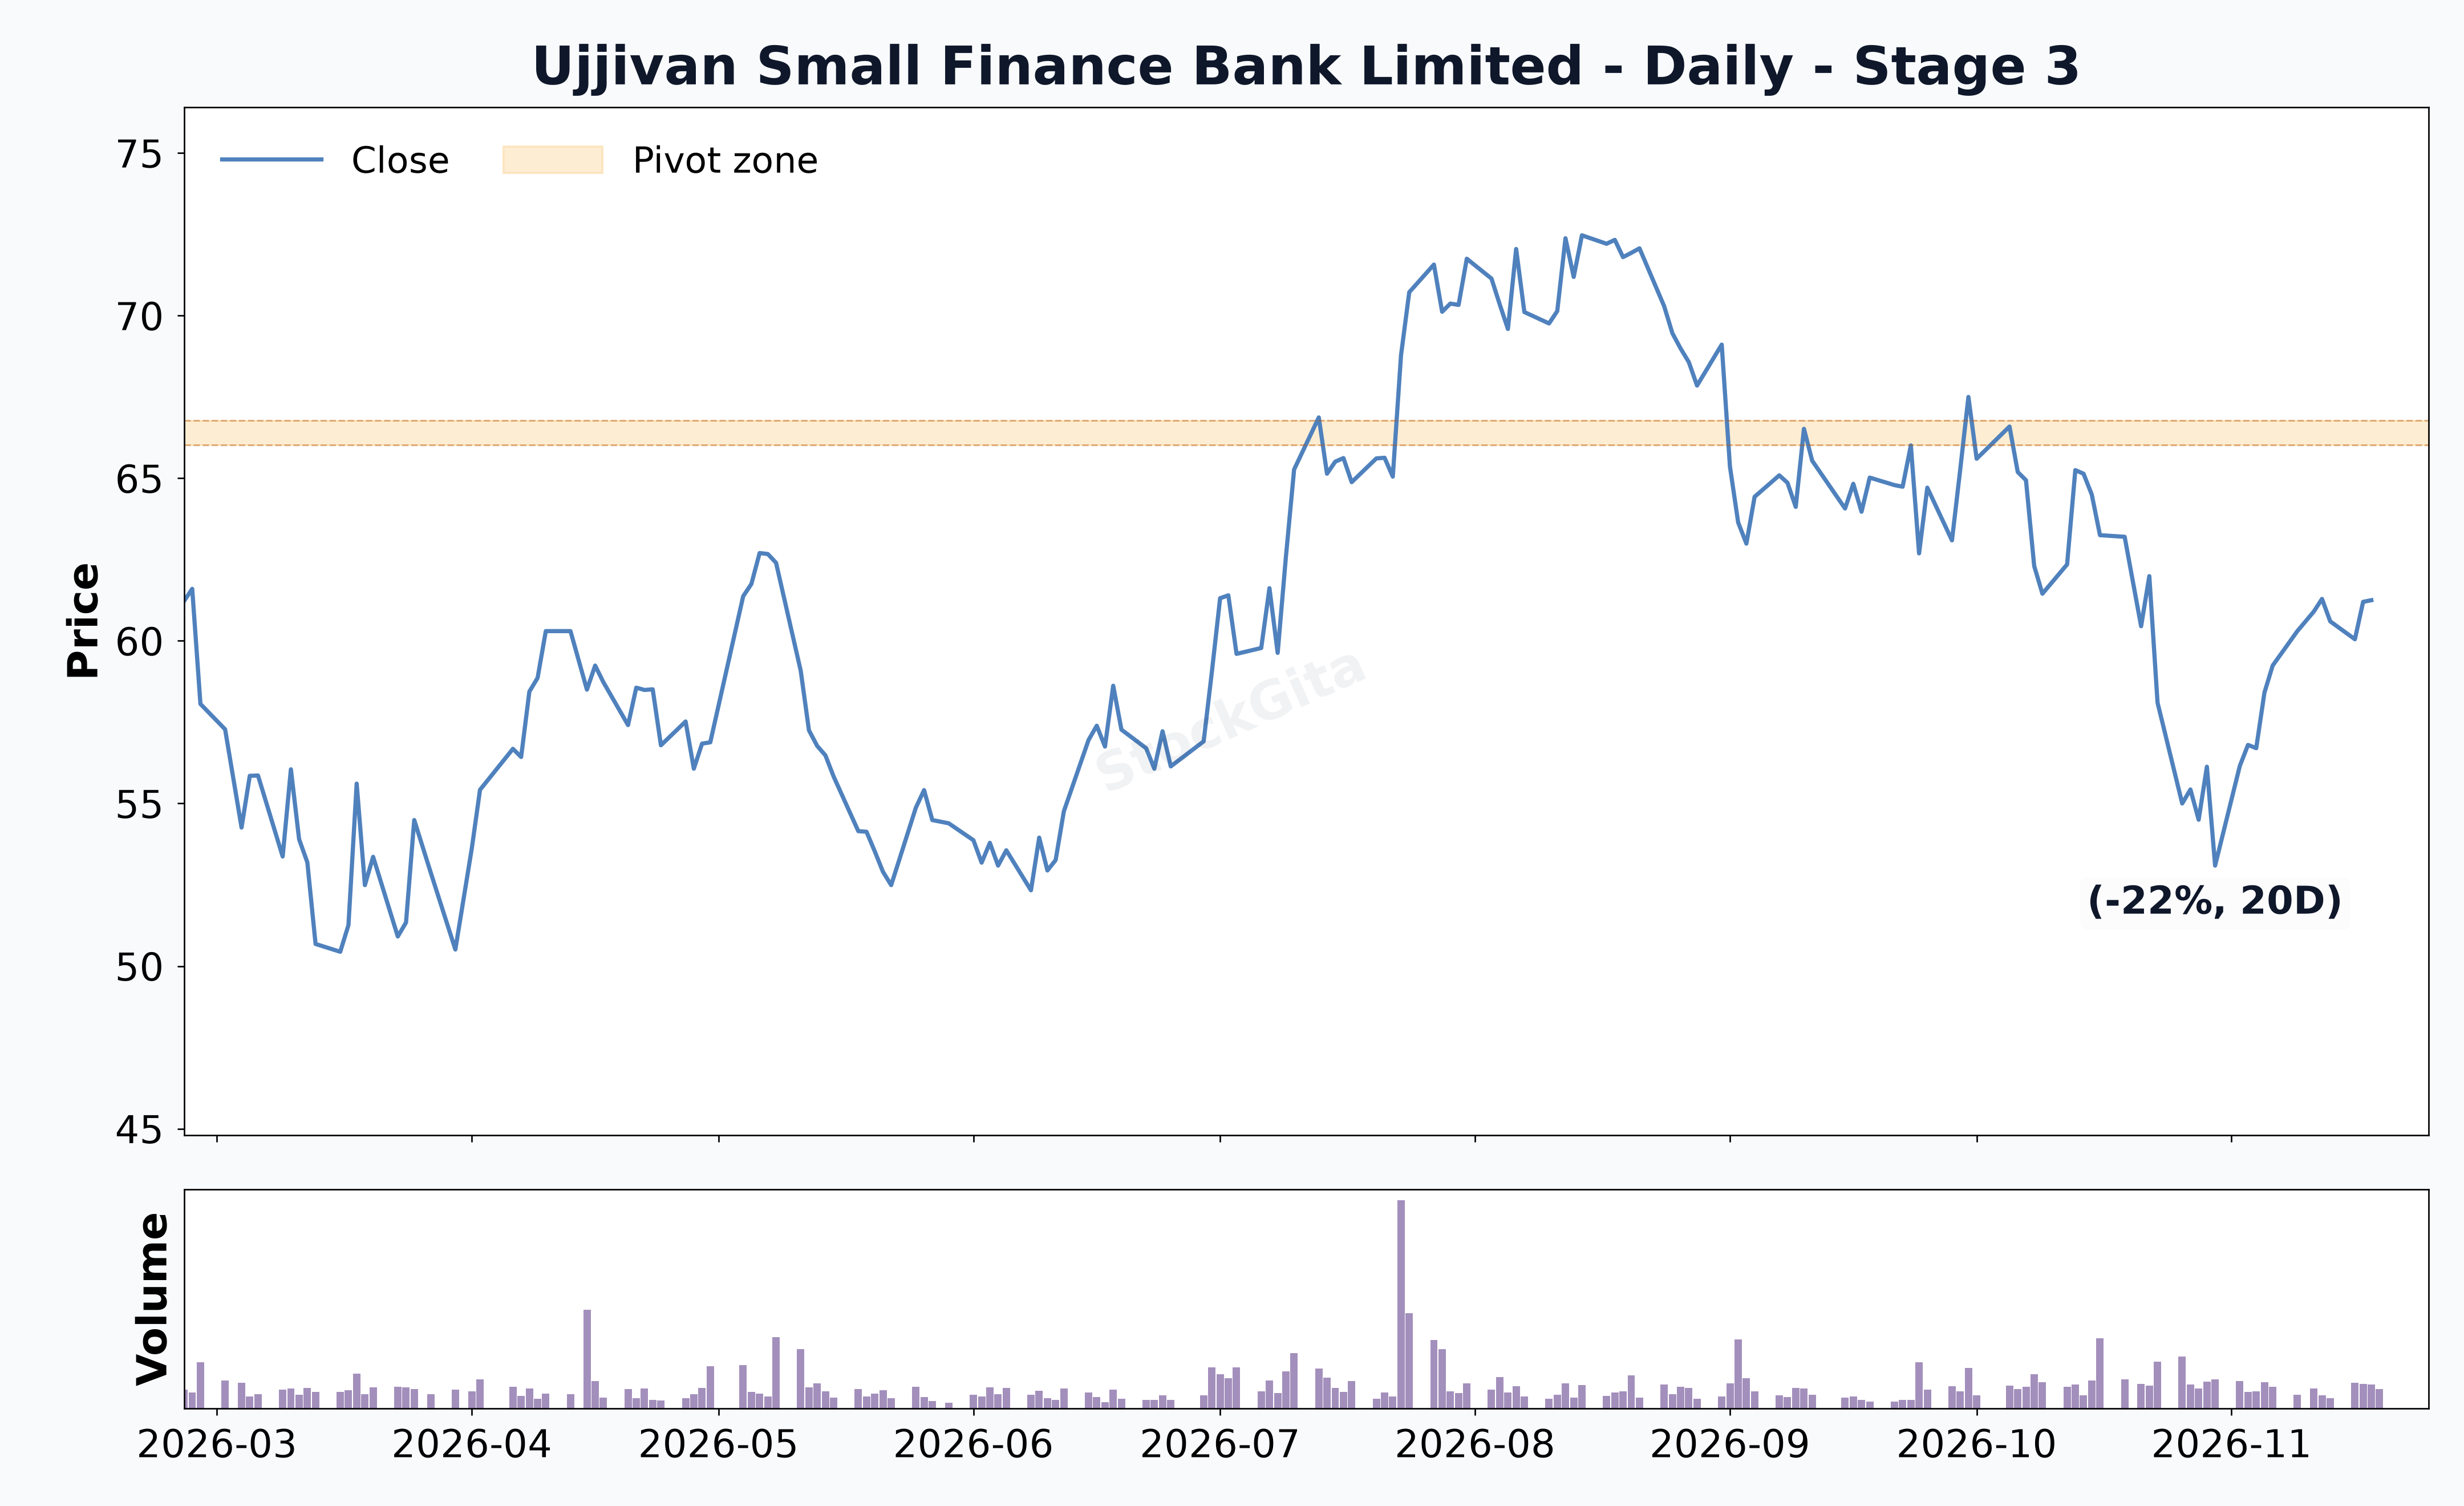 Ujjivan Small Finance Bank Limited - Daily - Stage 3
Close
Pivot zone
Price
75
70
65
60
55
50
45
StockGita
(-22%, 20D)
Volume
2026-03
2026-04
2026-05
2026-06
2026-07
2026-08
2026-09
2026-10
2026-11